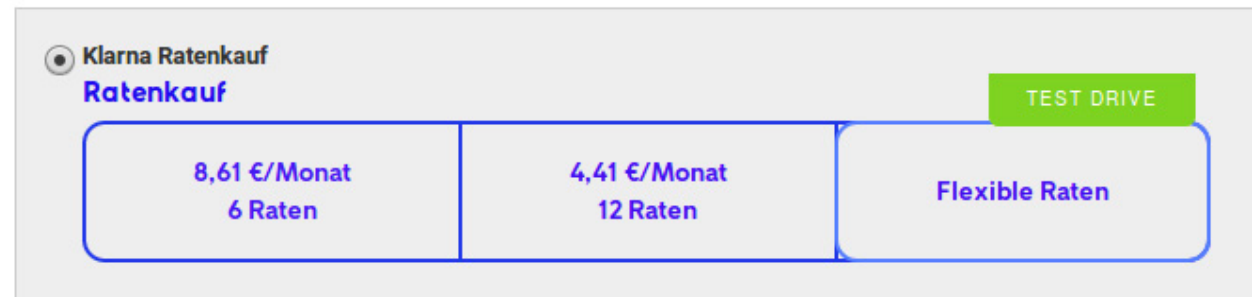 Klarna Ratenkauf
Ratenkauf
TEST DRIVE
8,61 €/Monat
6 Raten
4,41 €/Monat
12 Raten
Flexible Raten